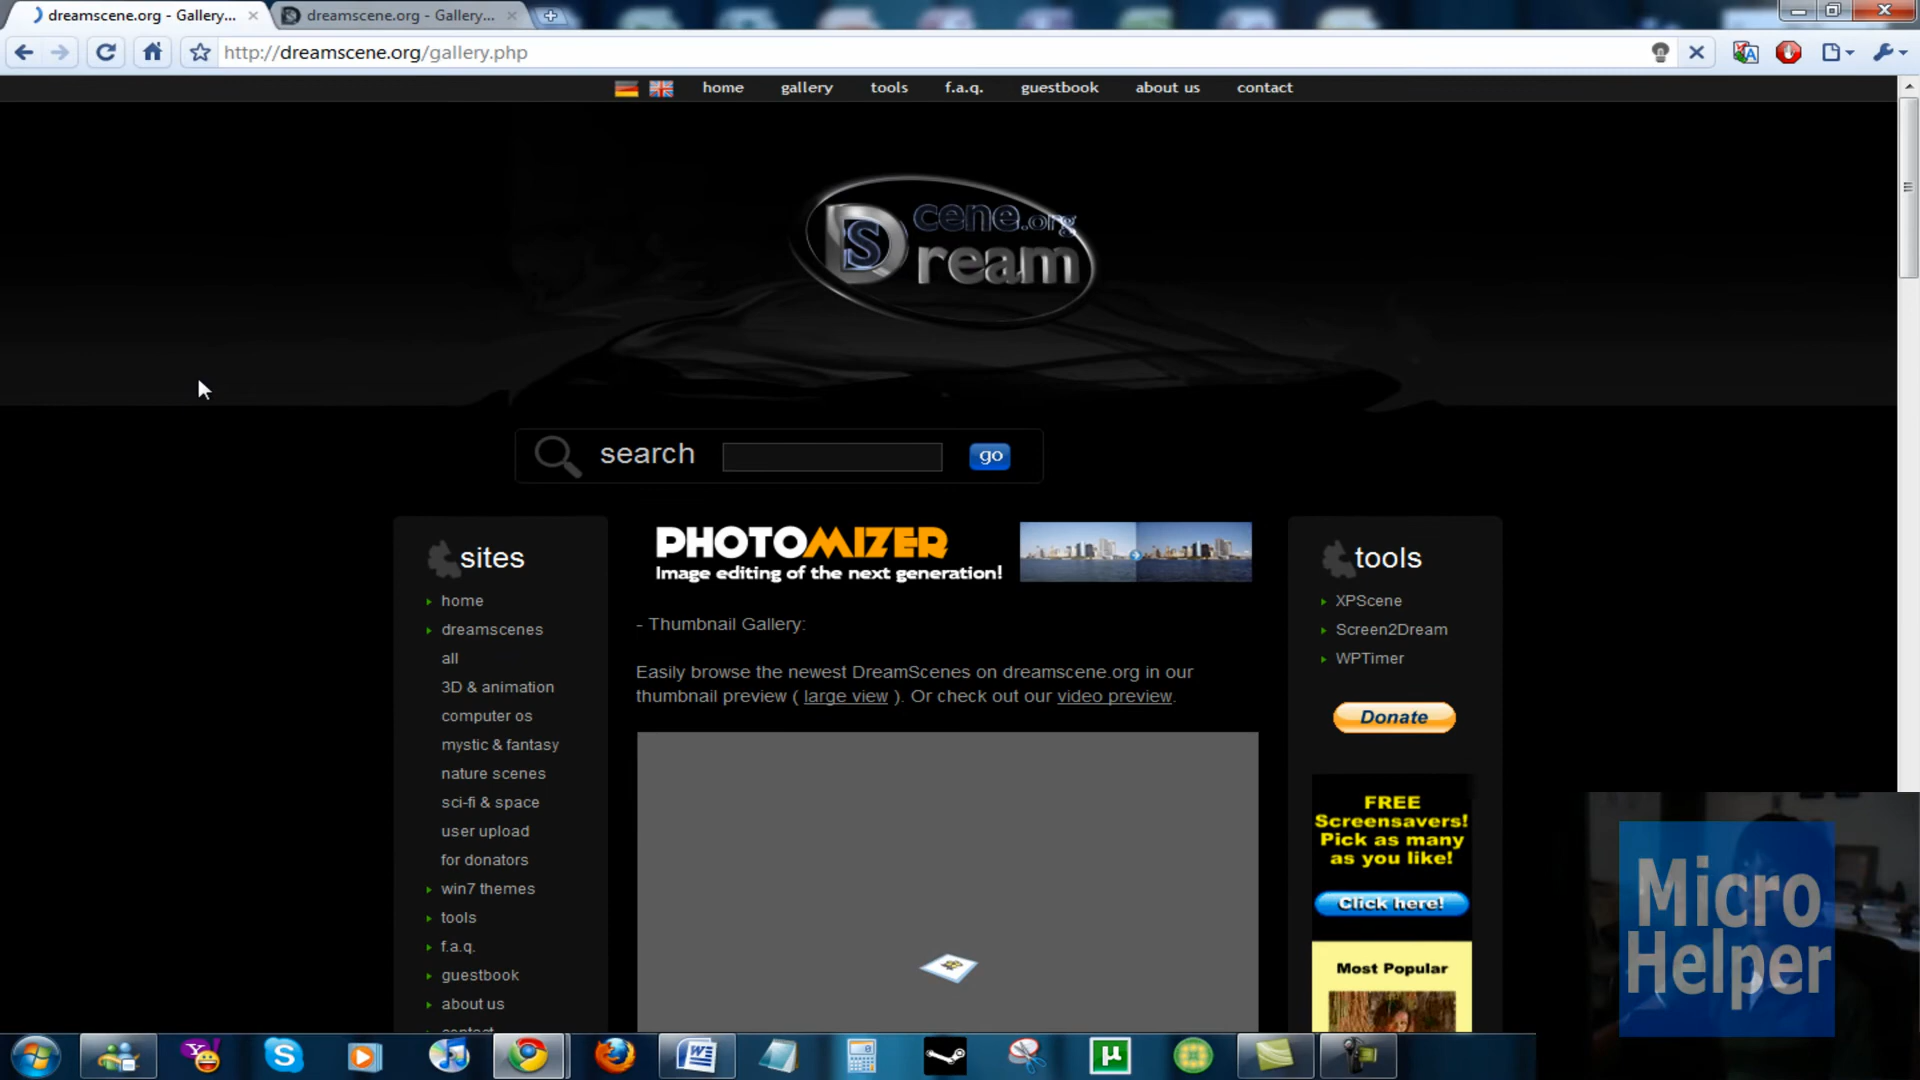 dreamscene.org - Gallery...
dreamscene.org - Gallery...
http://dreamscene.org/gallery.php
home gallery tools f.a.q. guestbook about us contact
DS cene.org
ream
search go
sites
home
dreamscenes
all
3D & animation
computer os
mystic & fantasy
nature scenes
sci-fi & space
user upload
for donators
win7 themes
tools
f.a.q.
guestbook
about us
contact
PHOTOMIZER
Image editing of the next generation!
- Thumbnail Gallery:
Easily browse the newest DreamScenes on dreamscene.org in our
thumbnail preview ( large view ). Or check out our video preview.
tools
XPScene
Screen2Dream
WPTimer
Donate
FREE
Screensavers!
Pick as many
as you like!
Click here!
Most Popular
Micro
Helper